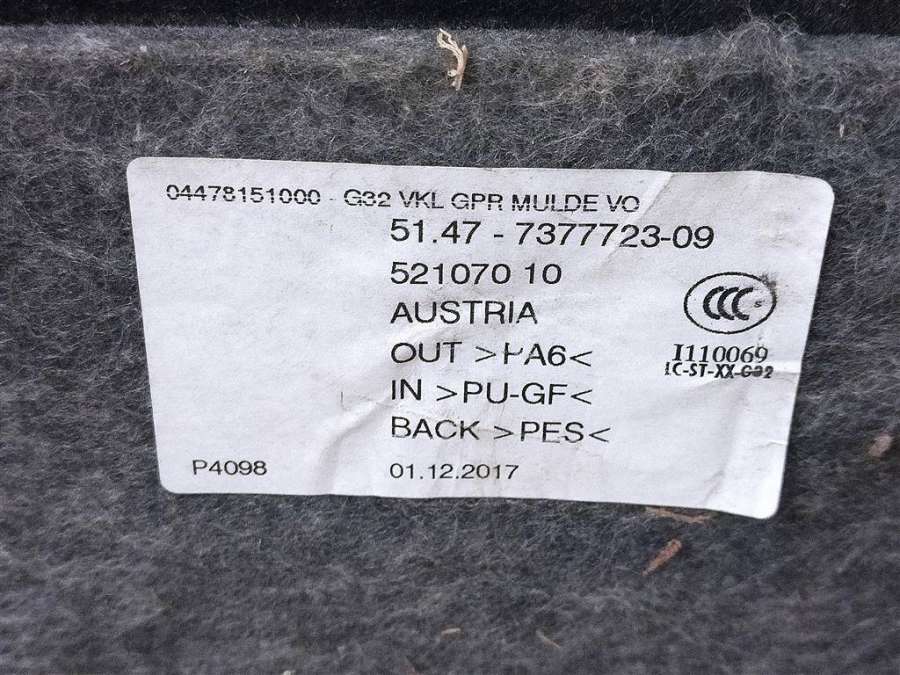 04478151000 - G32 VKL GPR MULDE VO
51.47 - 7377723-09
521070 10
AUSTRIA
CCC S
OUT >PA6<
I110069
LC-ST-XX-G32
IN >PU-GF<
BACK >PES<
P4098
01.12.2017